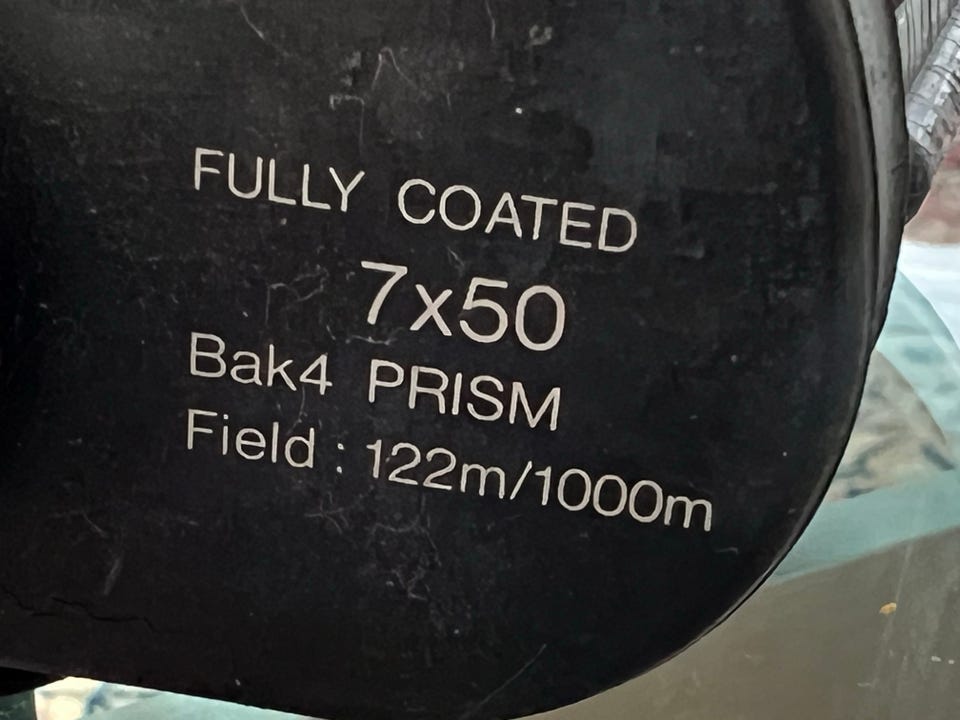 FULLY COATED
7x50
Bak4 PRISM
Field : 122m/1000m